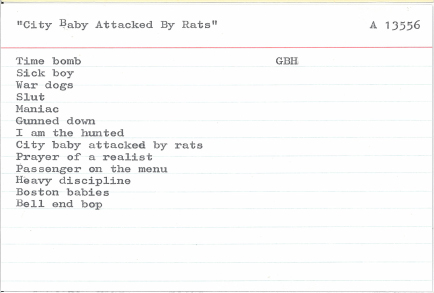 "City Baby Attacked By Rats" A 13556
Time bomb GBH
Sick boy
War dogs
Slut
Maniac
Gunned down
I am the hunted
City baby attacked by rats
Prayer of a realist
Passenger on the menu
Heavy discipline
Boston babies
Bell end bop